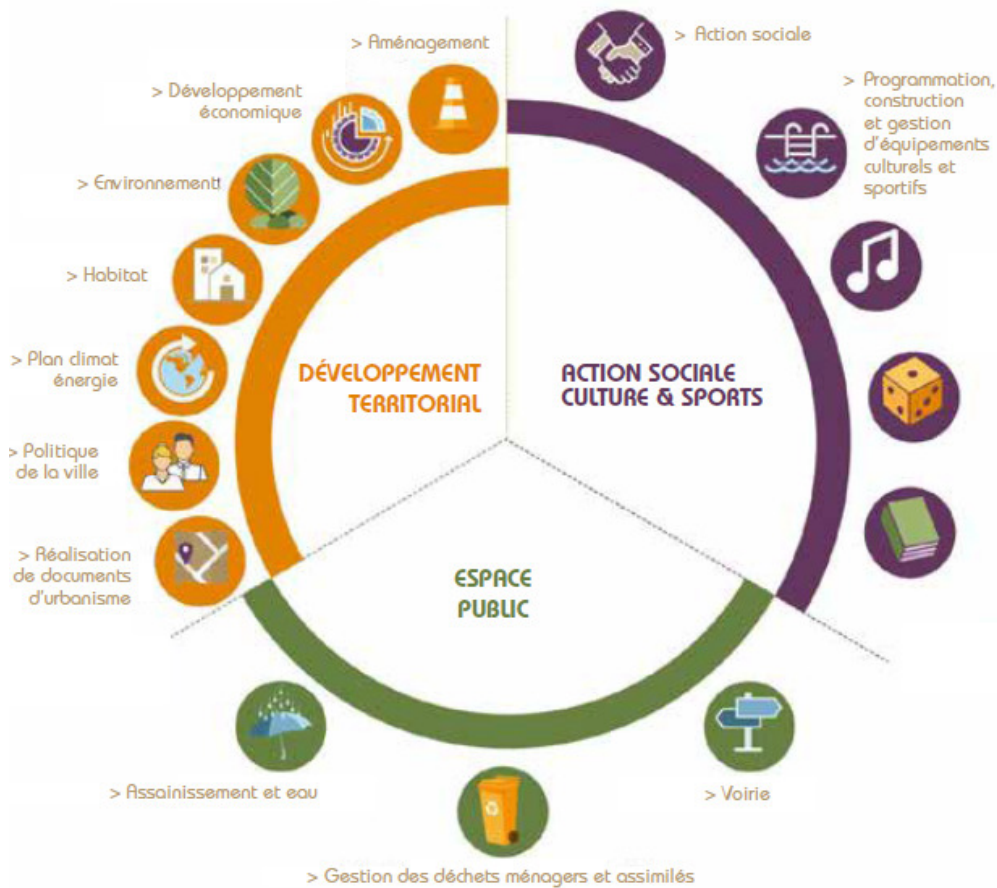 > Aménagement
> Développement
économique
> Environnement
> Habitat
> Plan climat
énergie
> Politique
de la ville
> Réalisation
de documents
d'urbanisme
DÉVELOPPEMENT
TERRITORIAL
> Action sociale
> Programmation,
construction
et gestion
d'équipements
culturels et
sportifs
ACTION SOCIALE
CULTURE & SPORTS
ESPACE
PUBLIC
> Assainissement et eau
> Gestion des déchets ménagers et assimilés
> Voirie